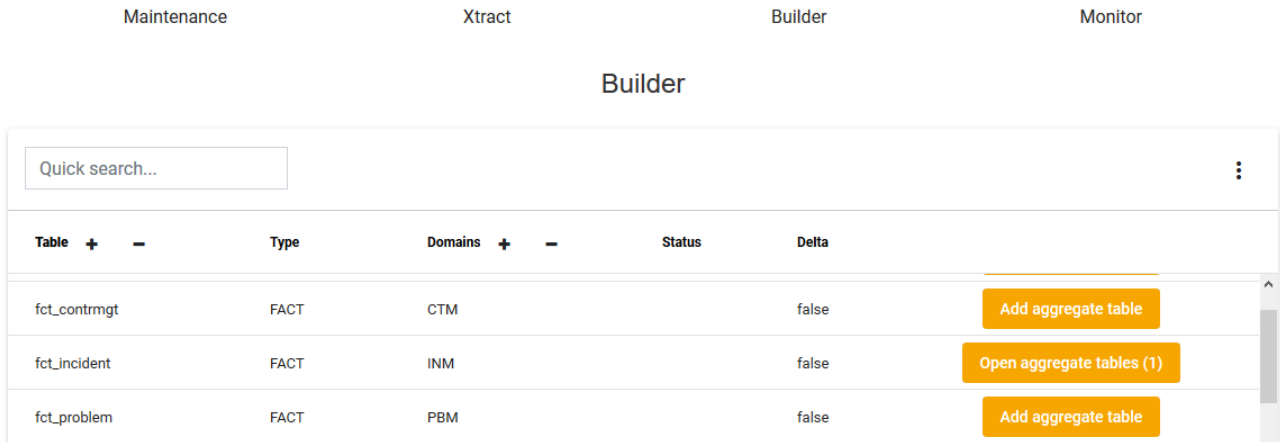 Maintenance Xtract Builder Monitor
Builder
Quick search...
Table + - Type Domains + - Status Delta
fct_contrmgt FACT CTM false Add aggregate table
fct_incident FACT INM false Open aggregate tables (1)
fct_problem FACT PBM false Add aggregate table